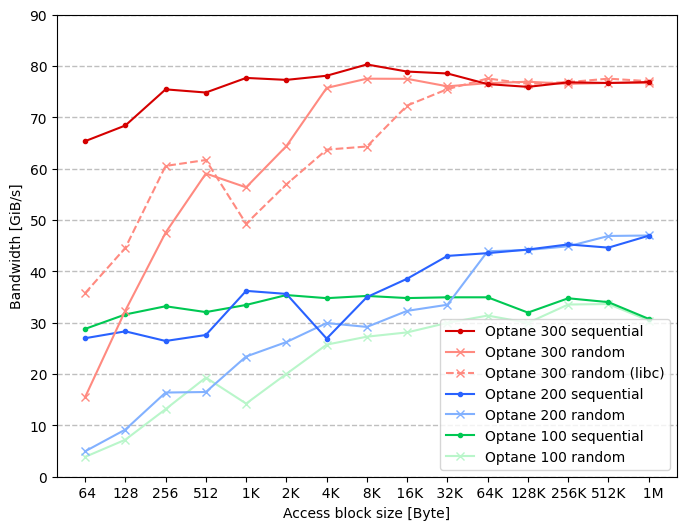 90
80
70
60
50
40
30
20
10
0
Bandwidth [GiB/s]
Optane 300 sequential
Optane 300 random
Optane 300 random (libc)
Optane 200 sequential
Optane 200 random
Optane 100 sequential
Optane 100 random
64 128 256 512 1K 2K 4K 8K 16K 32K 64K 128K 256K 512K 1M
Access block size [Byte]